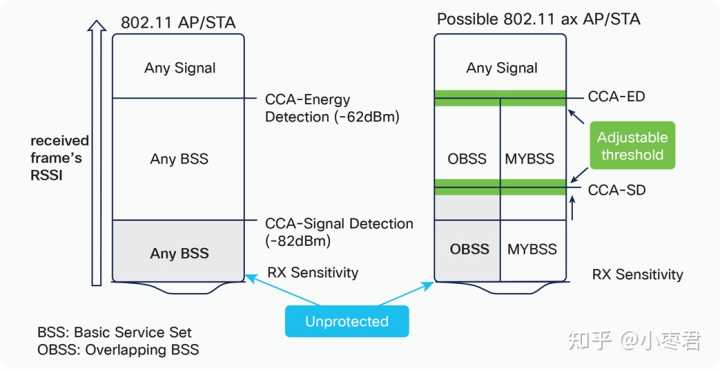 802.11 AP/STA
Possible 802.11 ax AP/STA
Any Signal
Any Signal
CCA-Energy
Detection (-62dBm)
CCA-ED
received
frame's
RSSI
Any BSS
OBSS
MYBSS
Adjustable
threshold
CCA-SD
CCA-Signal Detection
(-82dBm)
Any BSS
OBSS
MYBSS
RX Sensitivity
RX Sensitivity
Unprotected
BSS: Basic Service Set
OBSS: Overlapping BSS
知乎 @小枣君